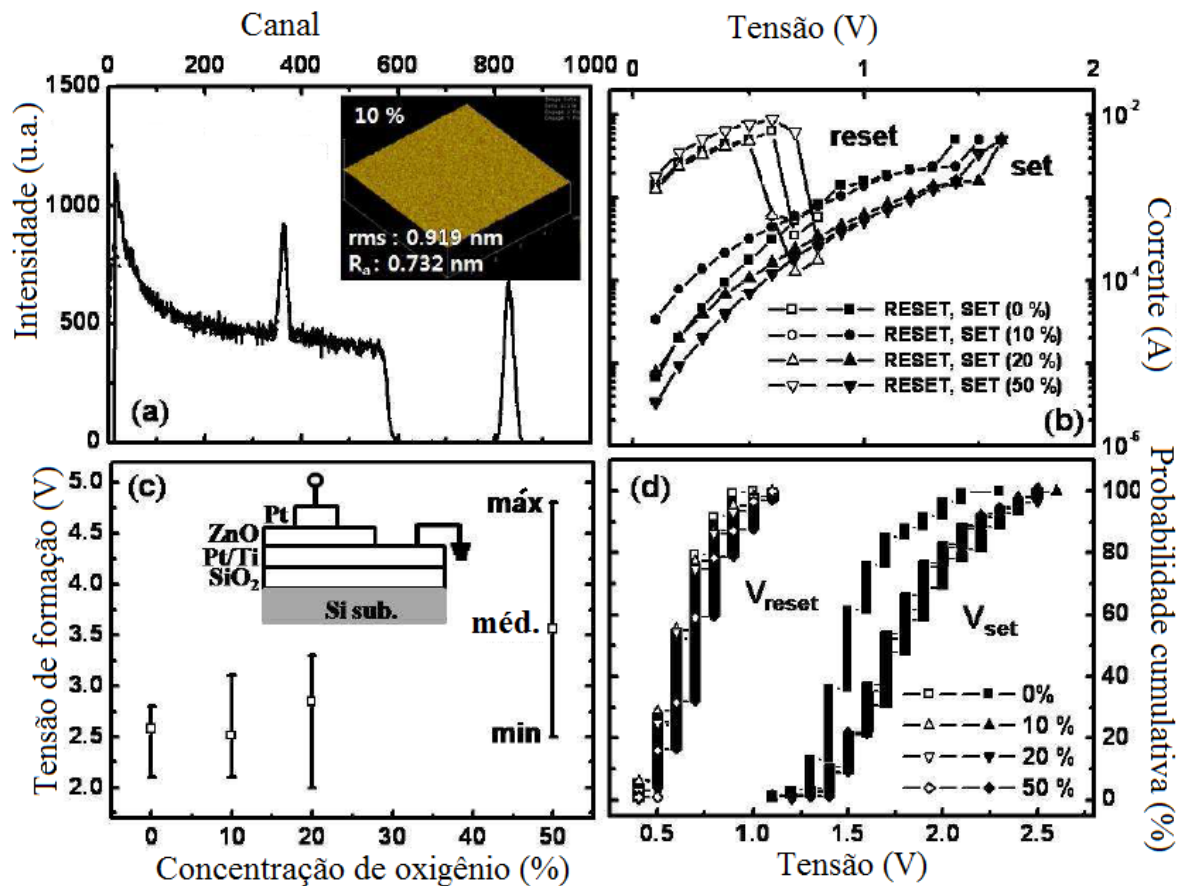 Canal
0 200 400 600 800 1000
Intensidade (u.a.)
1500
1000
500
0
10 %
rms : 0.919 nm
Ra: 0.732 nm
(a)
0 200 400 600
Tensão (V)
0 1 2
reset
set
RESET, SET (0 %)
RESET, SET (10 %)
RESET, SET (20 %)
RESET, SET (50 %)
(b)
10-2
10-4
10-6
Corrente (A)
Tensão de formação (V)
5.0
4.5
4.0
3.5
3.0
2.5
2.0
(c)
Pt
ZnO
Pt/Ti
SiO2
Si sub.
máx
méd.
min
0 10 20 30 40 50
Concentração de oxigênio (%)
(d)
Vreset
Vset
0%
10 %
20 %
50 %
100
80
60
40
20
0
Probabilidade cumulativa (%)
0.5 1.0 1.5 2.0 2.5
Tensão (V)